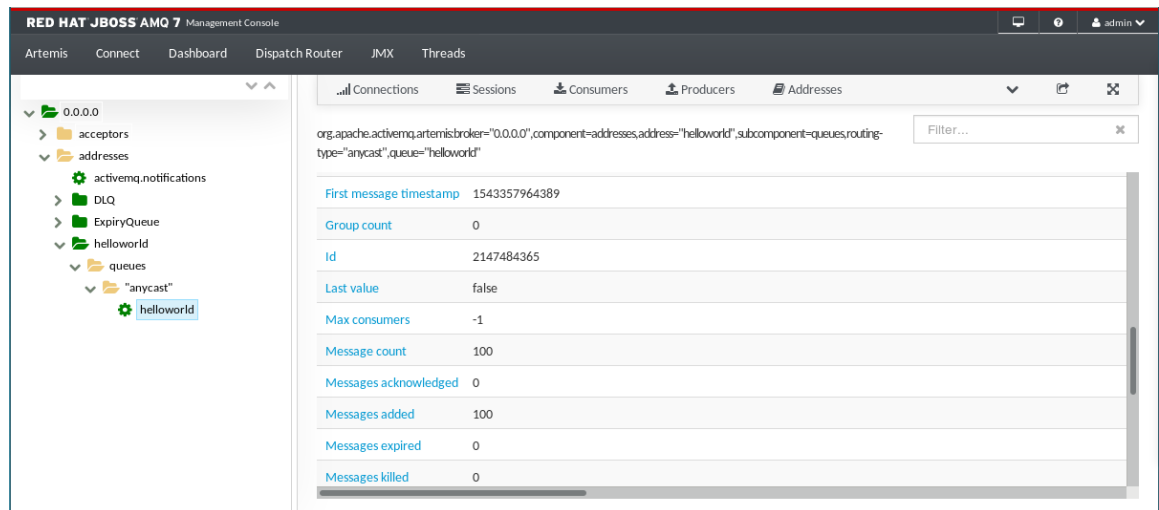 RED HAT JBOSS AMQ 7 Management Console
admin
Artemis Connect Dashboard Dispatch Router JMX Threads
Connections Sessions Consumers Producers Addresses
0.0.0.0
acceptors
addresses
activemq.notifications
DLQ
ExpiryQueue
helloworld
queues
"anycast"
helloworld
org.apache.activemq.artemis:broker="0.0.0.0",component=addresses,address="helloworld",subcomponent=queues,routing-
type="anycast",queue="helloworld"
Filter...
First message timestamp 1543357964389
Group count 0
Id 2147484365
Last value false
Max consumers -1
Message count 100
Messages acknowledged 0
Messages added 100
Messages expired 0
Messages killed 0